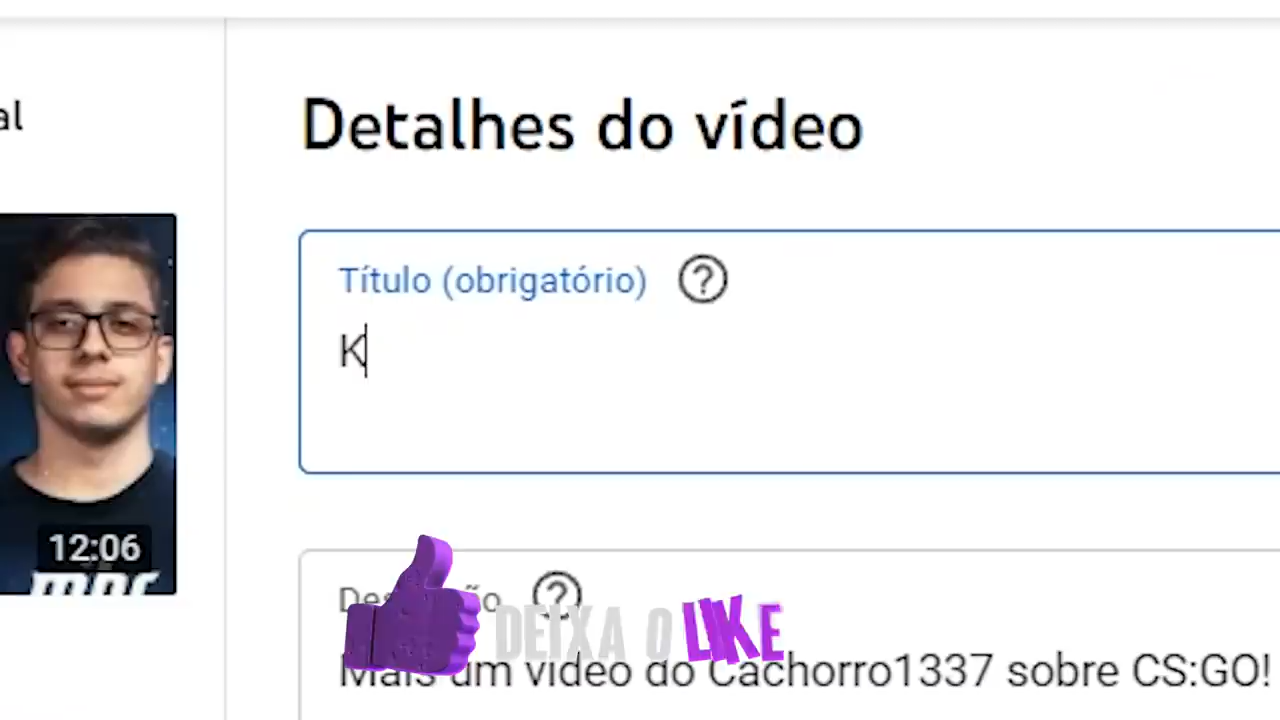 al
Detalhes do vídeo
Título (obrigatório) ?
K
12:06
?
DEIXA O LIKE
Mais um vídeo do Cachorro1337 sobre CS:GO!